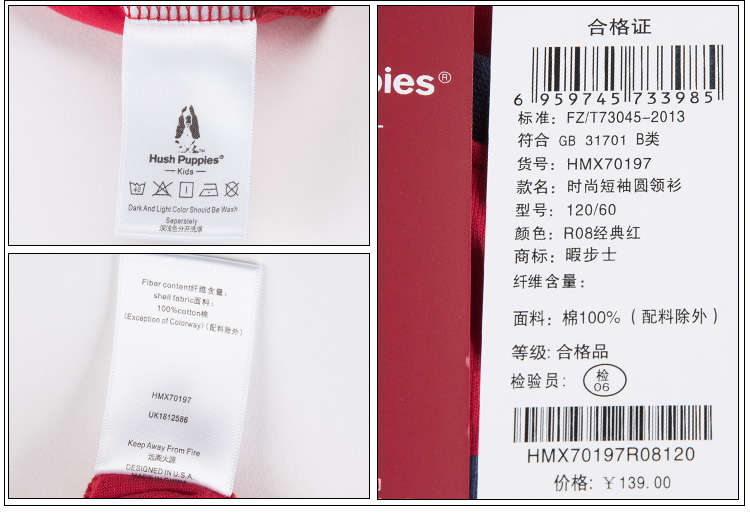 Hush Puppies®
Kids
Dark And Light Color Should Be Wash
Separately
深浅色分开洗涤
Fiber content纤维含量:
shell fabric面料:
100%cotton棉
(Exception of Colorway) (配料除外)
HMX70197
UK1812586
Keep Away From Fire
远离火源
DESIGNED IN U.S.A.
pies®
合格证
6 959745 733985
标准: FZ/T73045-2013
符合 GB 31701 B类
货号: HMX70197
款名: 时尚短袖圆领衫
型号: 120/60
颜色: R08经典红
商标: 暇步士
纤维含量:
面料: 棉100% (配料除外)
等级: 合格品
检验员: 检
06
HMX70197R08120
价格: ￥139.00